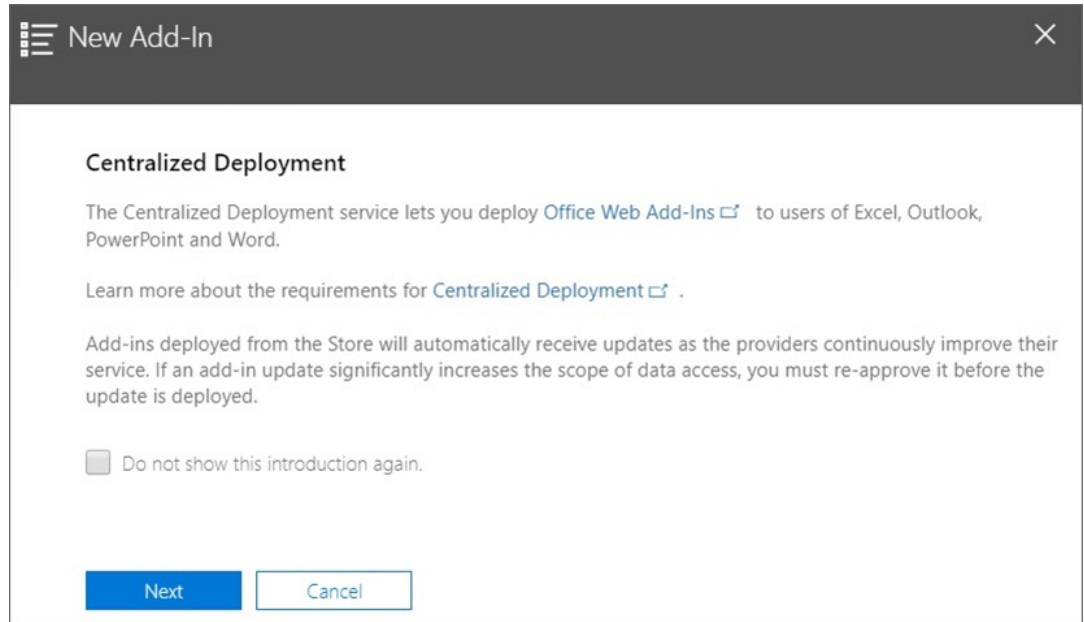 New Add-In
Centralized Deployment
The Centralized Deployment service lets you deploy Office Web Add-Ins to users of Excel, Outlook,
PowerPoint and Word.
Learn more about the requirements for Centralized Deployment .
Add-ins deployed from the Store will automatically receive updates as the providers continuously improve their
service. If an add-in update significantly increases the scope of data access, you must re-approve it before the
update is deployed.
Do not show this introduction again.
Next Cancel